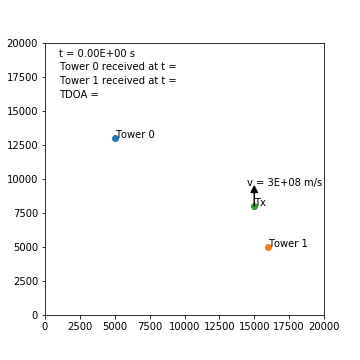 20000
17500
15000
12500
10000
7500
5000
2500
0
t = 0.00E+00 s
Tower 0 received at t =
Tower 1 received at t =
TDOA =
Tower 0
v = 3E+08 m/s
Tx
Tower 1
0 2500 5000 7500 10000 12500 15000 17500 20000